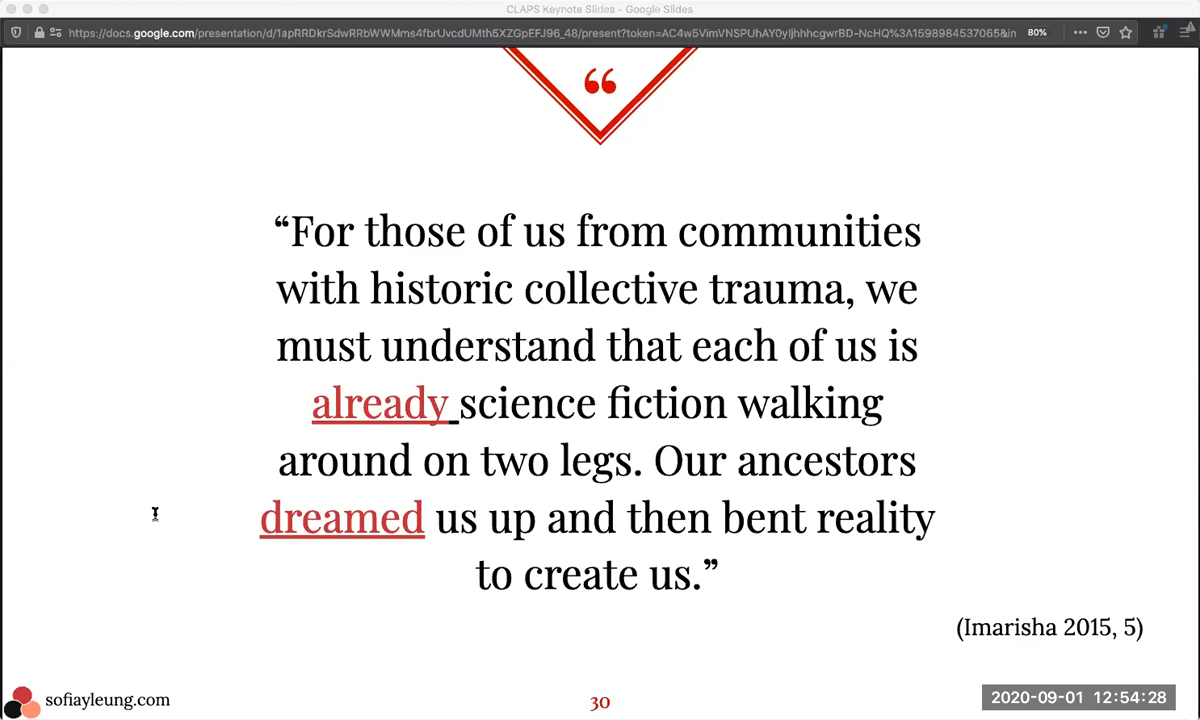 CLAPS Keynote Slides - Google Slides
https://docs.google.com/presentation/d/1apRRDkrSdwRRbWWMms4fbrUvcdUMth5XZGpEFJ96_48/present?token=AC4w5VimVNSPUhAY0yIjhhhcgwrBD-NcHQ%3A1598984537065&in 80%
“
“For those of us from communities
with historic collective trauma, we
must understand that each of us is
already science fiction walking
around on two legs. Our ancestors
dreamed us up and then bent reality
to create us.”
(Imarisha 2015, 5)
sofiayleung.com
30
2020-09-01 12:54:28